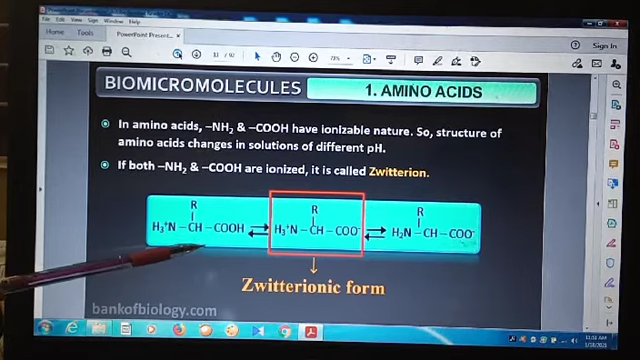 PowerPoint Present...
File Edit View Window Help
Home Tools PowerPoint Present...
Sign In
BIOMICROMOLECULES
1. AMINO ACIDS
In amino acids, –NH2 & –COOH have ionizable nature. So, structure of
amino acids changes in solutions of different pH.
If both –NH2 & –COOH are ionized, it is called Zwitterion.
R R R
H3+N – CH – COOH ⇌ H3+N – CH – COO- ⇌ H2N – CH – COO-
Zwitterionic form
bankofbiology.com